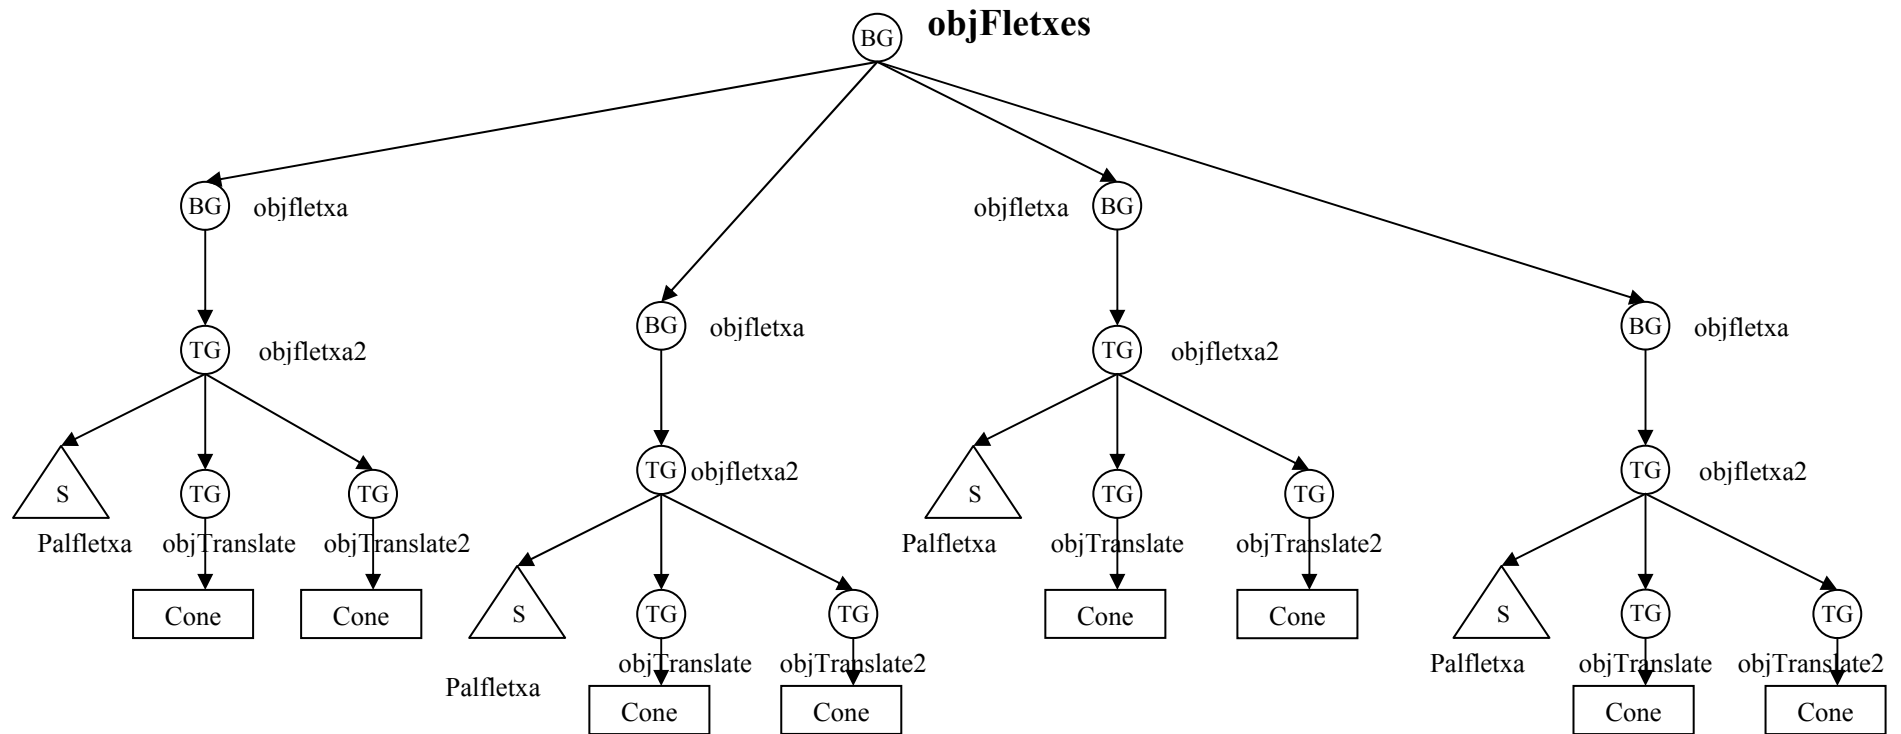 BG objFletxes
BG objfletxa
objfletxa BG
BG objfletxa
BG objfletxa
TG objfletxa2
TG objfletxa2
TG objfletxa2
TG objfletxa2
S TG TG
S TG TG
Palfletxa objTranslate objTranslate2
Palfletxa objTranslate objTranslate2
Cone Cone
S TG TG
Cone Cone
S TG TG
objTranslate objTranslate2
Palfletxa
Palfletxa objTranslate objTranslate2
Cone Cone
Cone Cone